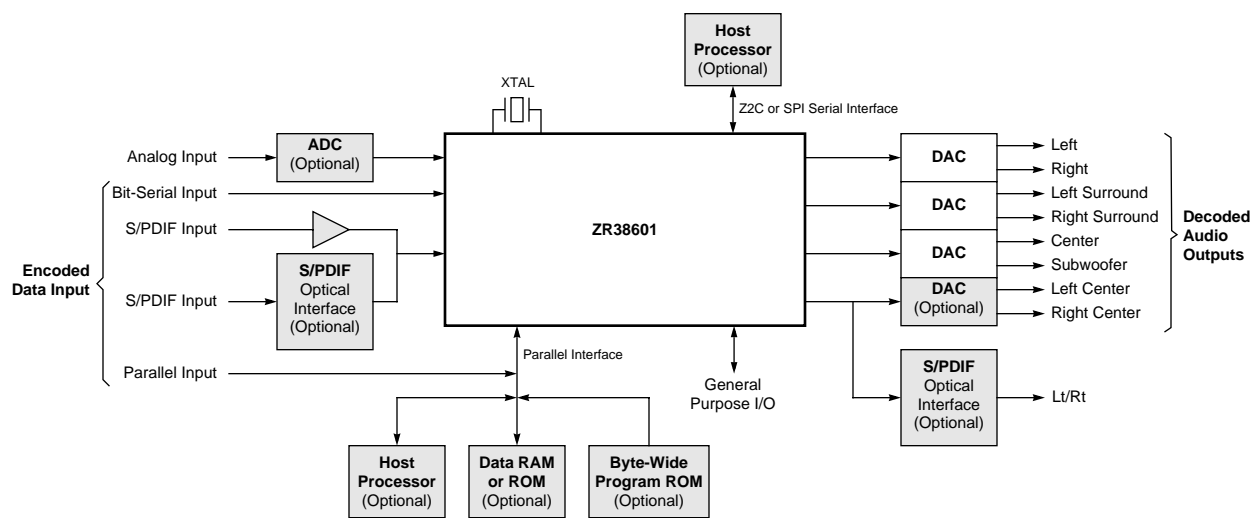 Host
Processor
(Optional)
XTAL
Z2C or SPI Serial Interface
Analog Input
ADC
(Optional)
Bit-Serial Input
S/PDIF Input
Encoded
Data Input
S/PDIF Input
S/PDIF
Optical
Interface
(Optional)
Parallel Input
ZR38601
Parallel Interface
General
Purpose I/O
Host
Processor
(Optional)
Data RAM
or ROM
(Optional)
Byte-Wide
Program ROM
(Optional)
DAC
Left
Right
DAC
Left Surround
Right Surround
DAC
Center
Subwoofer
DAC
(Optional)
Left Center
Right Center
Decoded
Audio
Outputs
S/PDIF
Optical
Interface
(Optional)
Lt/Rt